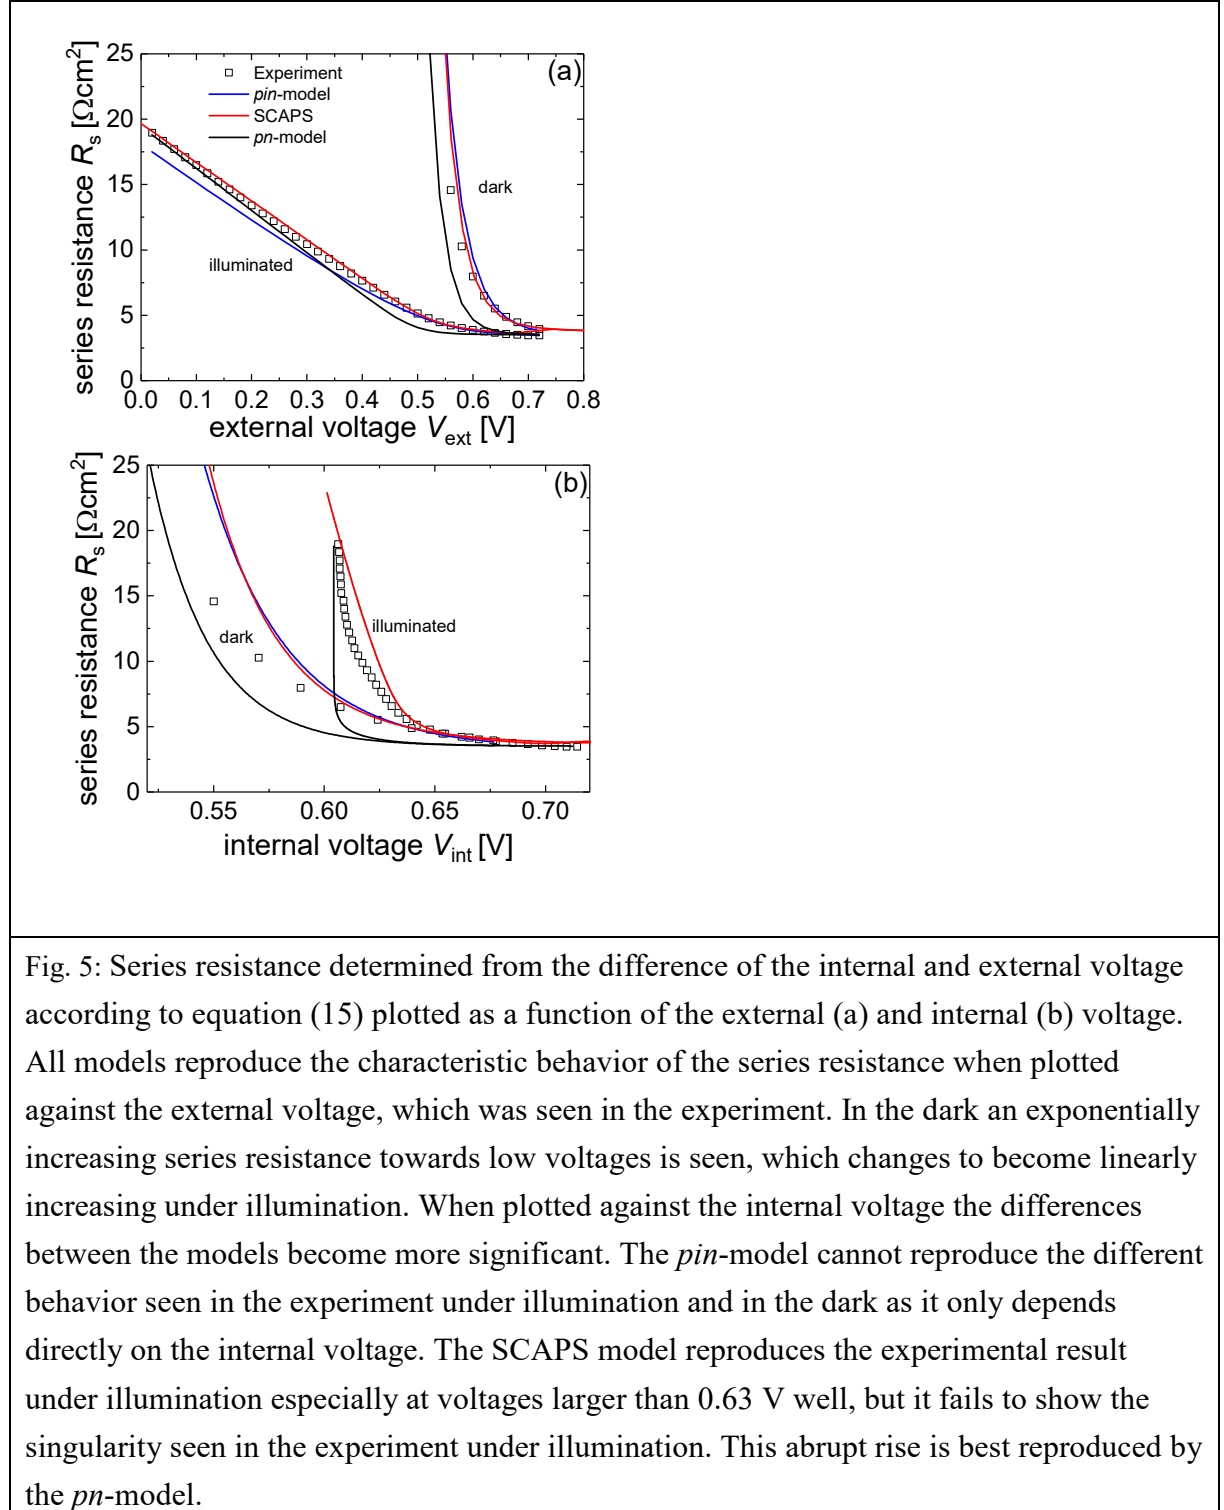 25
20
15
10
5
0
series resistance Rs [Ωcm²]
Experiment
pin-model
SCAPS
pn-model
(a)
dark
illuminated
0.0 0.1 0.2 0.3 0.4 0.5 0.6 0.7 0.8
external voltage Vext [V]
25
20
15
10
5
0
series resistance Rs [Ωcm²]
(b)
illuminated
dark
0.55 0.60 0.65 0.70
internal voltage Vint [V]
Fig. 5: Series resistance determined from the difference of the internal and external voltage
according to equation (15) plotted as a function of the external (a) and internal (b) voltage.
All models reproduce the characteristic behavior of the series resistance when plotted
against the external voltage, which was seen in the experiment. In the dark an exponentially
increasing series resistance towards low voltages is seen, which changes to become linearly
increasing under illumination. When plotted against the internal voltage the differences
between the models become more significant. The pin-model cannot reproduce the different
behavior seen in the experiment under illumination and in the dark as it only depends
directly on the internal voltage. The SCAPS model reproduces the experimental result
under illumination especially at voltages larger than 0.63 V well, but it fails to show the
singularity seen in the experiment under illumination. This abrupt rise is best reproduced by
the pn-model.